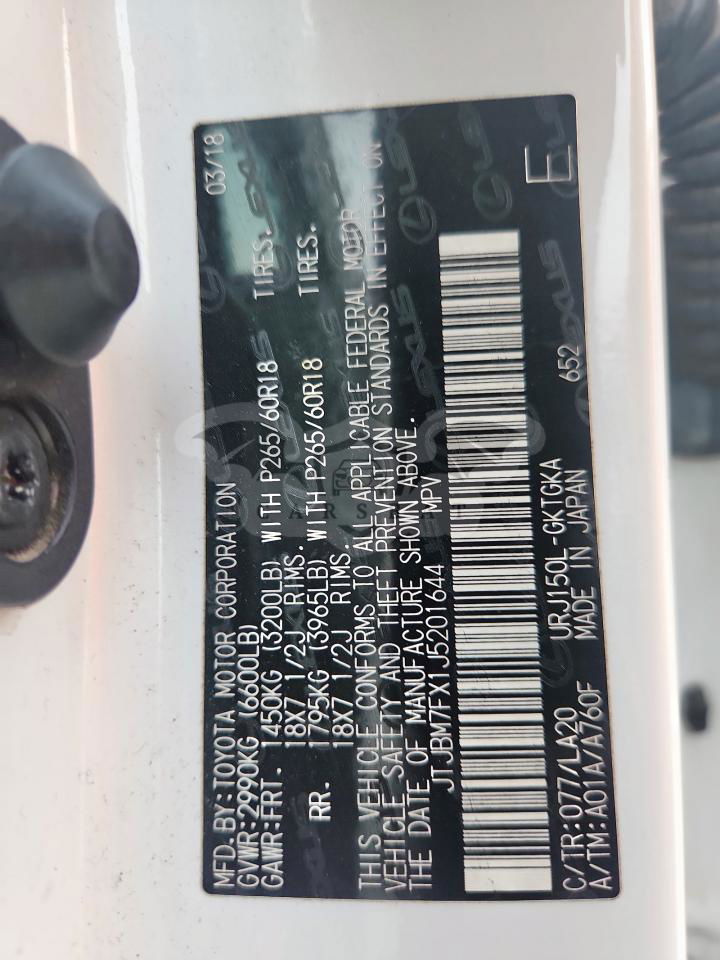 MFD. BY: TOYOTA MOTOR CORPORATION 03/18
GVWR: 2990KG (6600LB)
GAWR: FRT. 1450KG (3200LB) WITH P265/60R18 TIRES.
18X7 1/2J RIMS.
RR. 1795KG (3965LB) WITH P265/60R18 TIRES.
18X7 1/2J RIMS.
THIS VEHICLE CONFORMS TO ALL APPLICABLE FEDERAL MOTOR
VEHICLE SAFETY AND THEFT PREVENTION STANDARDS IN EFFECT ON
THE DATE OF MANUFACTURE SHOWN ABOVE.
JTJBM7FX1J5201644 MPV
E
C/TR: 077/LA20 URJ150L-GKTGKA 652
A/TM: A01A/A760F MADE IN JAPAN
LEXUS